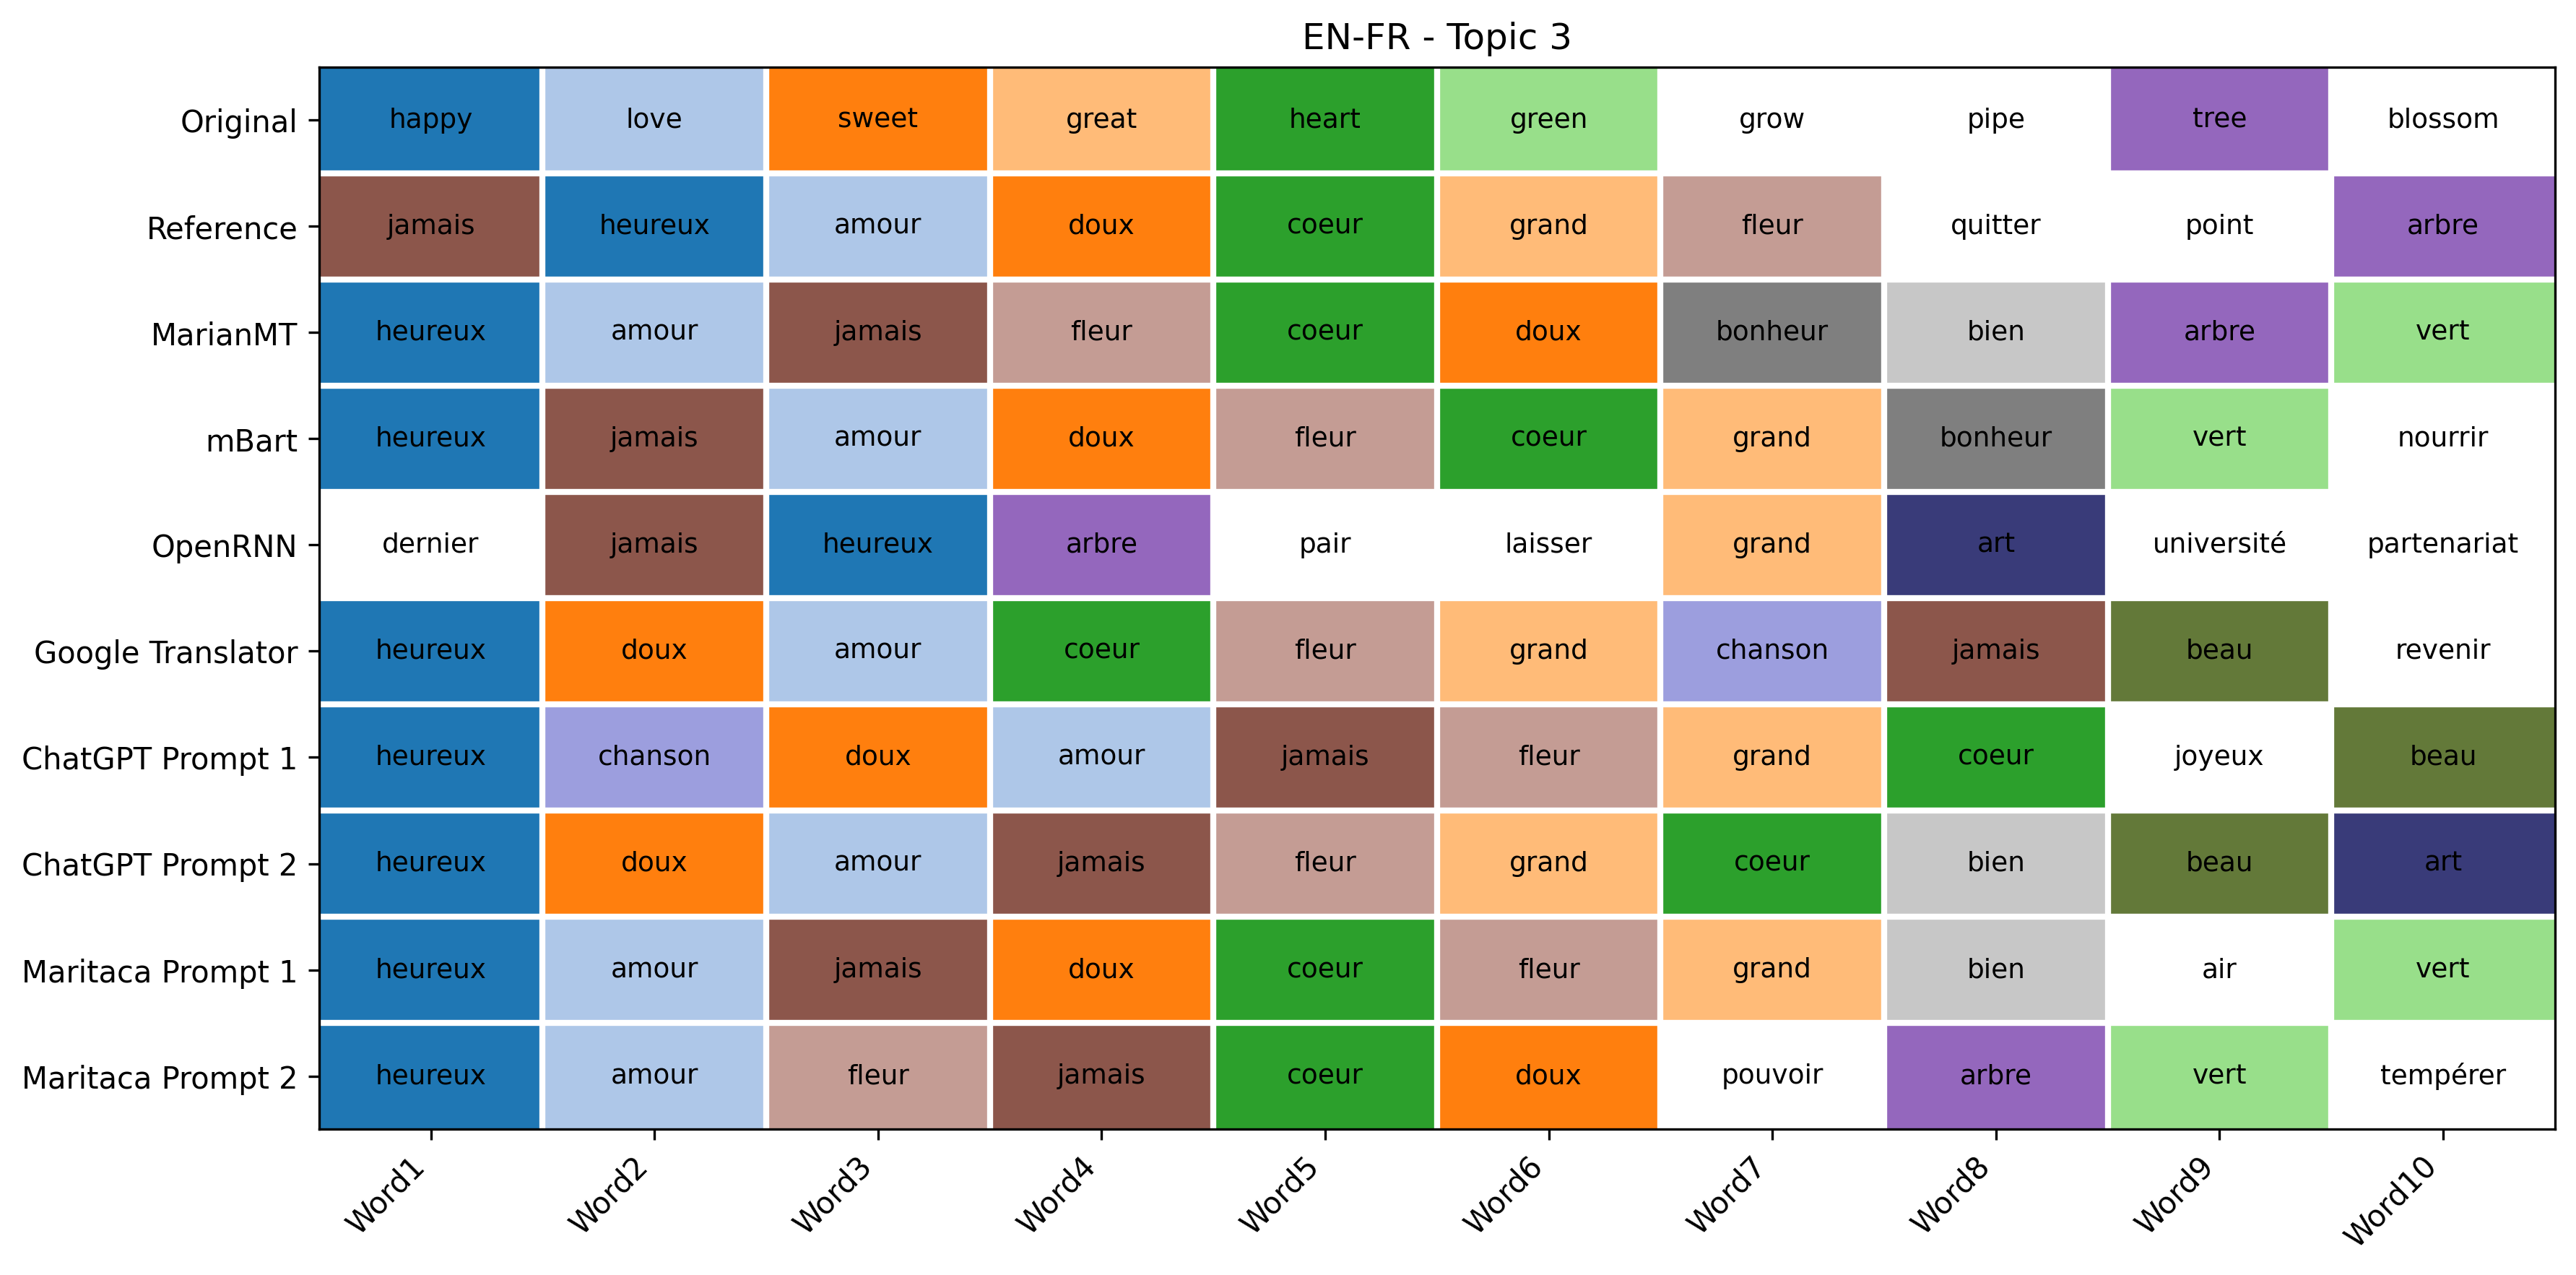 EN-FR - Topic 3
Original happy love sweet great heart green grow pipe tree blossom
Reference jamais heureux amour doux coeur grand fleur quitter point arbre
MarianMT heureux amour jamais fleur coeur doux bonheur bien arbre vert
mBart heureux jamais amour doux fleur coeur grand bonheur vert nourrir
OpenRNN dernier jamais heureux arbre pair laisser grand art université partenariat
Google Translator heureux doux amour coeur fleur grand chanson jamais beau revenir
ChatGPT Prompt 1 heureux chanson doux amour jamais fleur grand coeur joyeux beau
ChatGPT Prompt 2 heureux doux amour jamais fleur grand coeur bien beau art
Maritaca Prompt 1 heureux amour jamais doux coeur fleur grand bien air vert
Maritaca Prompt 2 heureux amour fleur jamais coeur doux pouvoir arbre vert tempérer
Word1 Word2 Word3 Word4 Word5 Word6 Word7 Word8 Word9 Word10